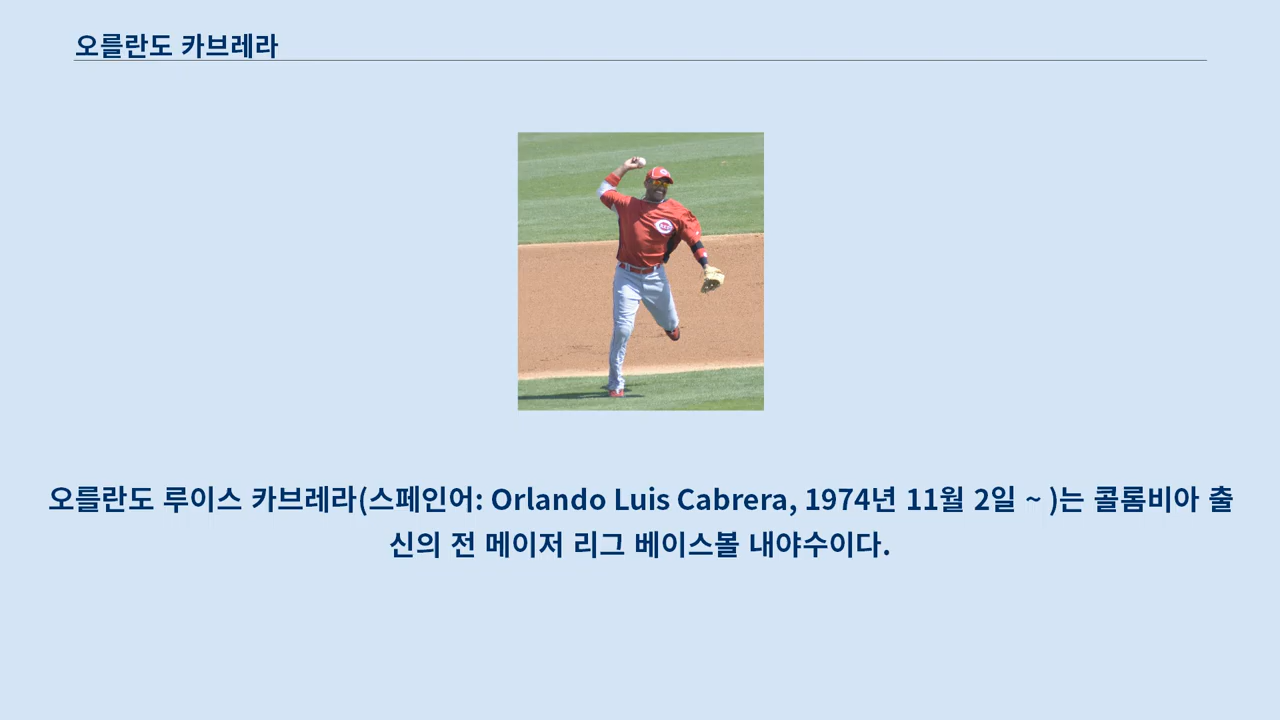 오를란도 카브레라
오를란도 루이스 카브레라(스페인어: Orlando Luis Cabrera, 1974년 11월 2일 ~ )는 콜롬비아 출
신의 전 메이저 리그 베이스볼 내야수이다.